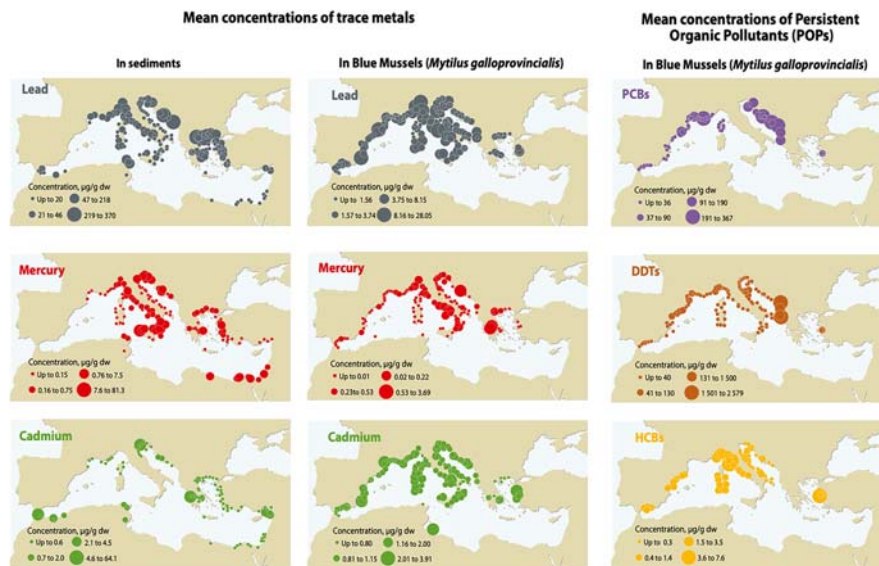 Mean concentrations of trace metals
Mean concentrations of Persistent
Organic Pollutants (POPs)
In sediments
In Blue Mussels (Mytilus galloprovincialis)
In Blue Mussels (Mytilus galloprovincialis)
Lead
Concentration, µg/g dw
Up to 20
47 to 218
21 to 46
219 to 370
Lead
Concentration, µg/g dw
Up to 1.56
3.75 to 8.15
1.57 to 3.74
8.16 to 28.05
PCBs
Concentration, µg/g dw
Up to 36
91 to 190
37 to 90
191 to 367
Mercury
Concentration, µg/g dw
Up to 0.15
0.76 to 7.5
0.16 to 0.75
7.6 to 81.3
Mercury
Concentration, µg/g dw
Up to 0.01
0.02 to 0.22
0.23to 0.53
0.53 to 3.69
DDTs
Concentration, µg/g dw
Up to 40
131 to 1 500
41 to 130
1 501 to 2 579
Cadmium
Concentration, µg/g dw
Up to 0.6
2.1 to 4.5
0.7 to 2.0
4.6 to 64.1
Cadmium
Concentration, µg/g dw
Up to 0.80
1.16 to 2.00
0.81 to 1.15
2.01 to 3.91
HCBs
Concentration, µg/g dw
Up to 0.3
1.5 to 3.5
0.4 to 1.4
3.6 to 7.6